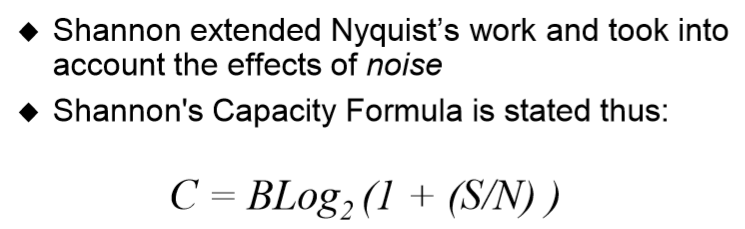 ◆ Shannon extended Nyquist’s work and took into
account the effects of noise
◆ Shannon's Capacity Formula is stated thus:
C = BLog₂ (1 + (S/N) )